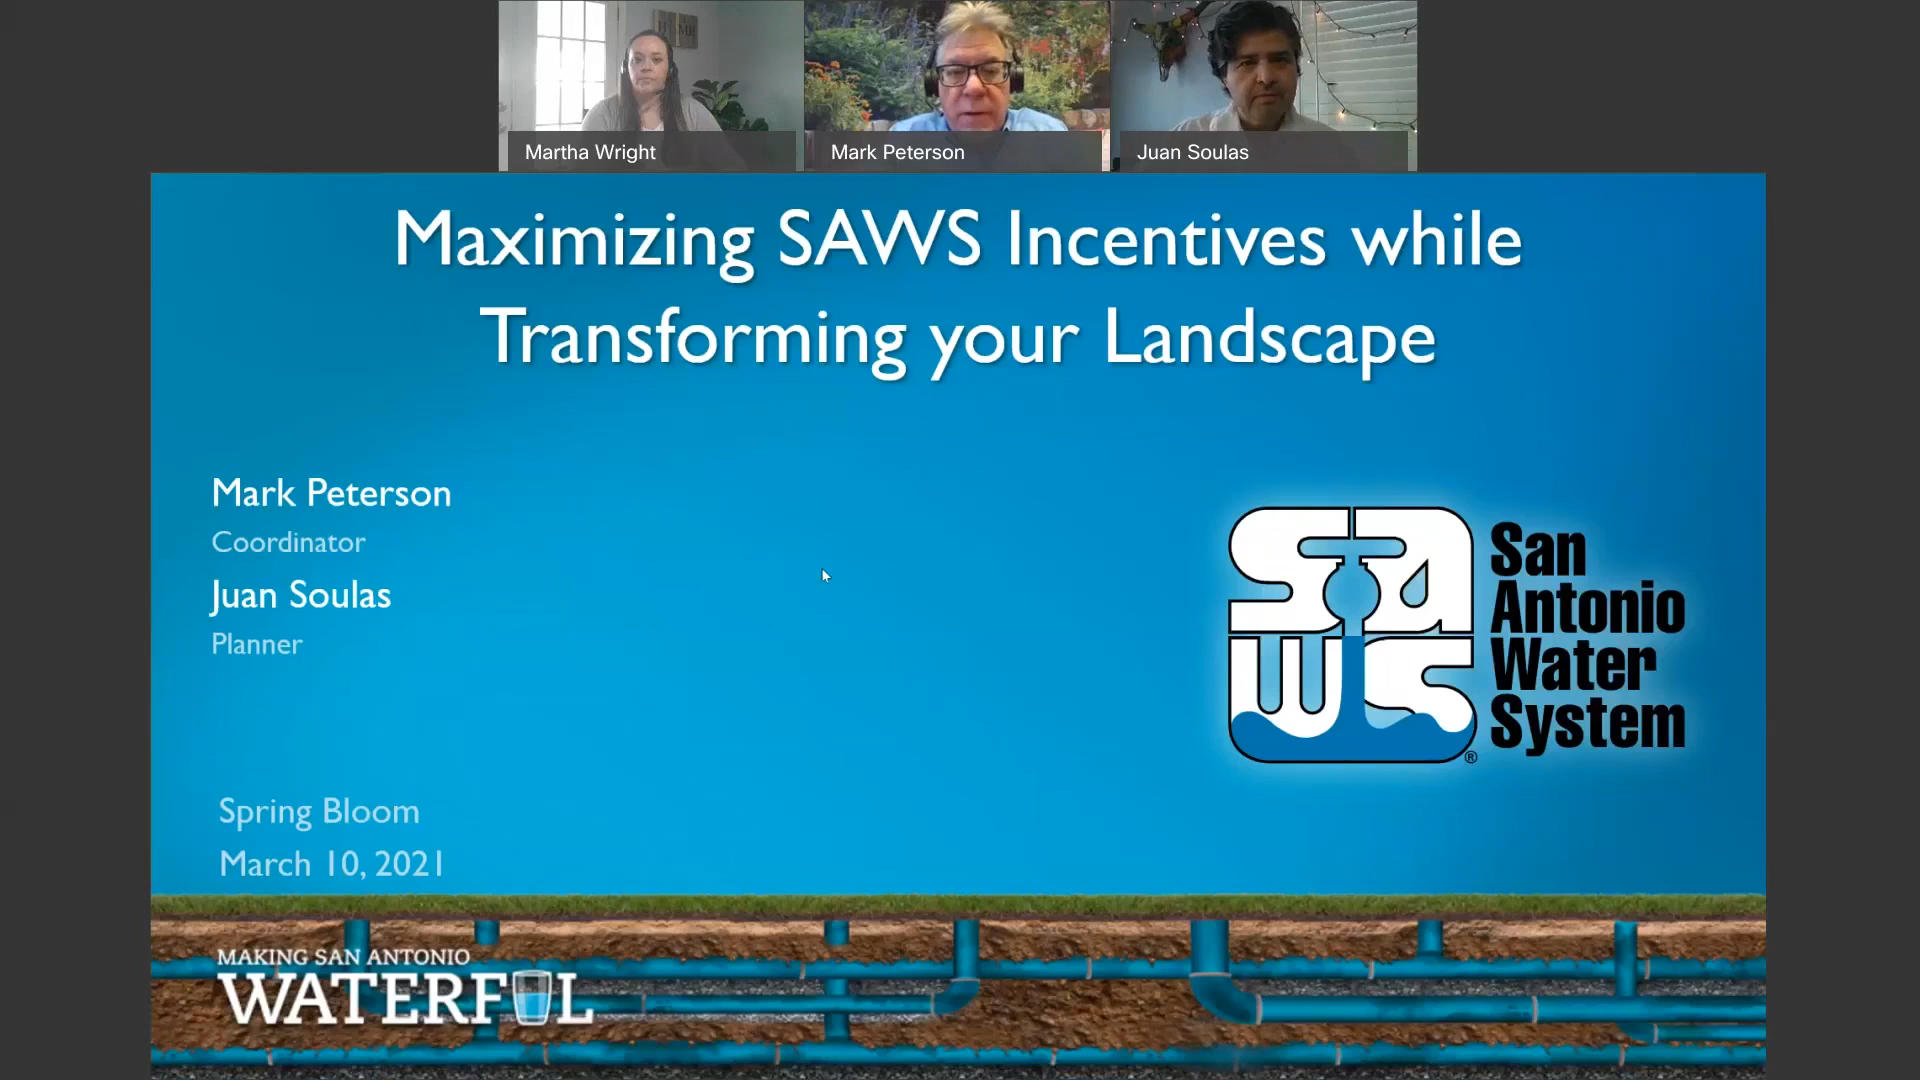 Martha Wright
Mark Peterson
Juan Soulas
Maximizing SAWS Incentives while
Transforming your Landscape
Mark Peterson
Coordinator
Juan Soulas
Planner
SAWS®
San
Antonio
Water
System
Spring Bloom
March 10, 2021
MAKING SAN ANTONIO
WATERFUL